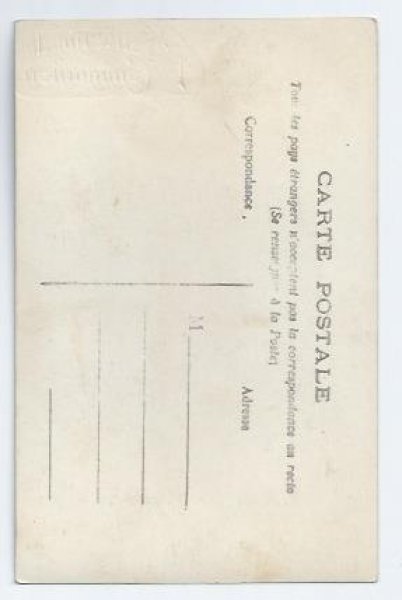 CARTE POSTALE
Tous les pays étrangers n'acceptent pas la correspondance au recto
(Se renseigner à la Poste)
Correspondance
Adresse
M